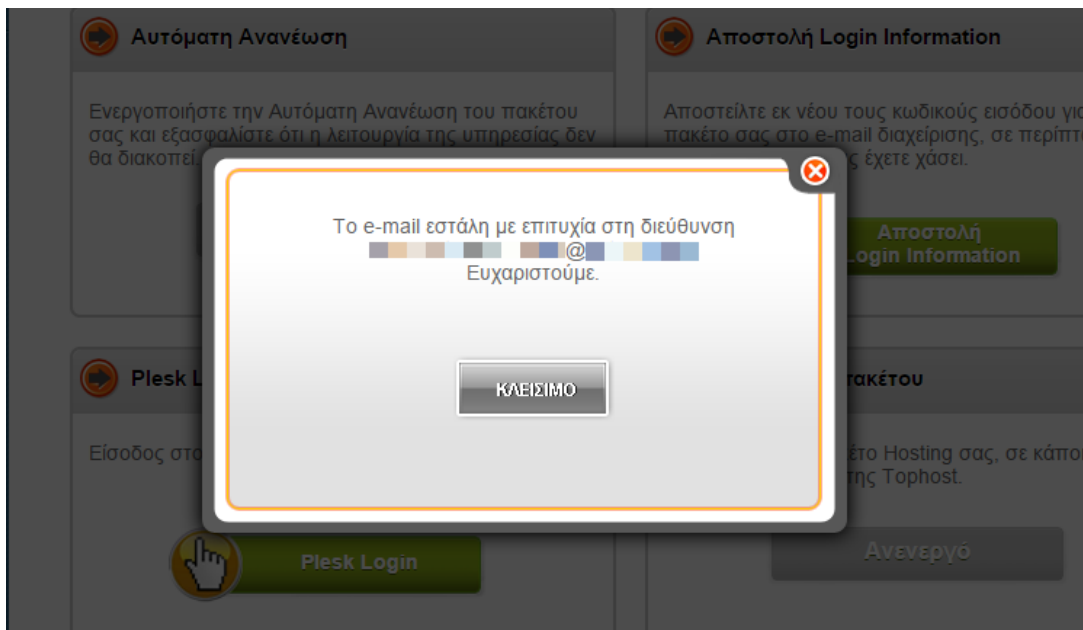 Αυτόματη Ανανέωση
Ενεργοποιήστε την Αυτόματη Ανανέωση του πακέτου
σας και εξασφαλίστε ότι η λειτουργία της υπηρεσίας δεν
θα διακοπεί.
Αποστολή Login Information
Αποστείλτε εκ νέου τους κωδικούς εισόδου για
πακέτο σας στο e-mail διαχείρισης, σε περίπτ
ς έχετε χάσει.
Αποστολή
Login Information
Το e-mail εστάλη με επιτυχία στη διεύθυνση
@
Ευχαριστούμε.
ΚΛΕΙΣΙΜΟ
Plesk L
Είσοδος στο
Plesk Login
πακέτου
έτο Hosting σας, σε κάπο
της Tophost.
Ανενεργό